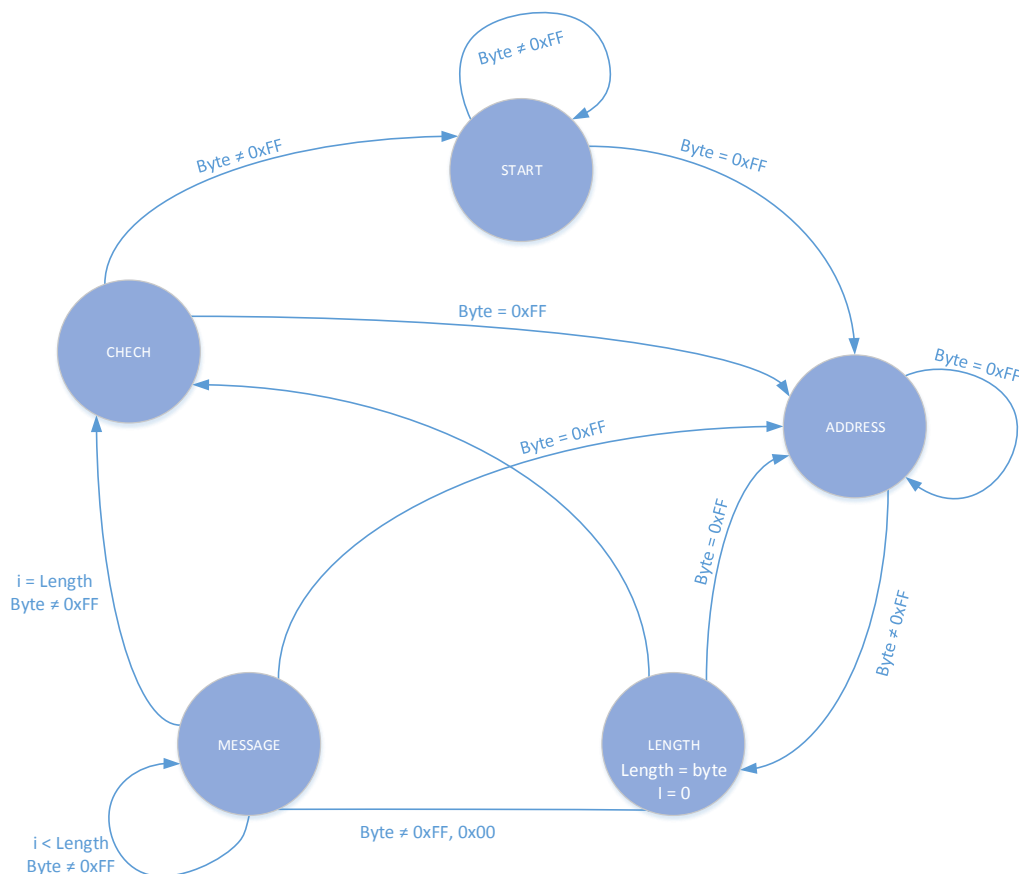 Byte ≠ 0xFF
START
Byte ≠ 0xFF
Byte = 0xFF
CHECH
Byte = 0xFF
Byte = 0xFF
ADDRESS
Byte = 0xFF
Byte = 0xFF
i = Length
Byte ≠ 0xFF
Byte ≠ 0xFF
MESSAGE
LENGTH
Length = byte
I = 0
Byte ≠ 0xFF, 0x00
i < Length
Byte ≠ 0xFF